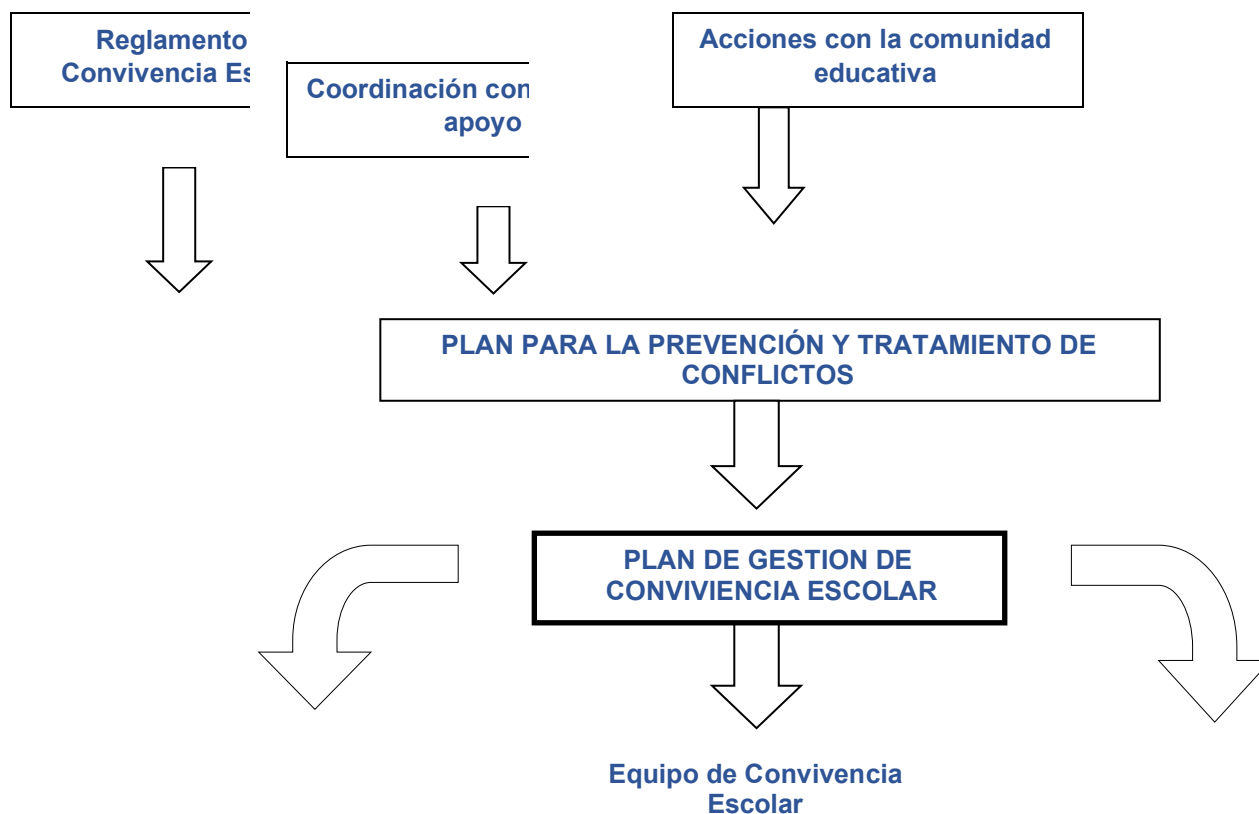 Reglamento
Convivencia Es
Coordinación con
apoyo
Acciones con la comunidad
educativa
PLAN PARA LA PREVENCIÓN Y TRATAMIENTO DE
CONFLICTOS
PLAN DE GESTION DE
CONVIVIENCIA ESCOLAR
Equipo de Convivencia
Escolar